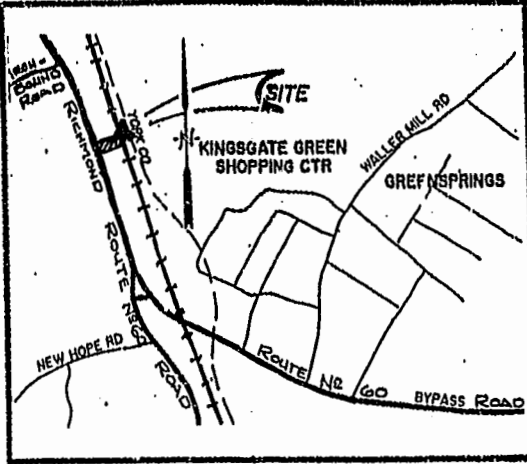 IRON-
BOUND
ROAD
RICHMOND
ROAD
YORK CO.
SITE
N
KINGSGATE GREEN
SHOPPING CTR
WALLER MILL RD
GREENSPRINGS
ROUTE No 60
NEW HOPE RD
ROUTE No 60
BYPASS ROAD